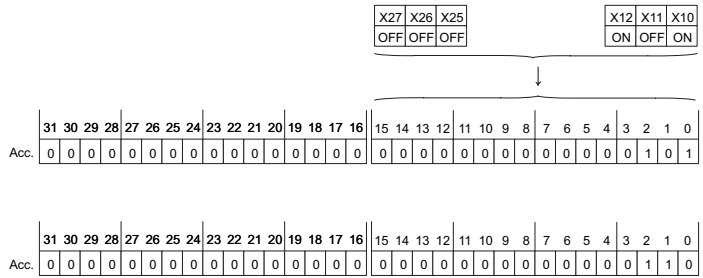 X27 X26 X25 X12 X11 X10
OFF OFF OFF ON OFF ON
31 30 29 28 27 26 25 24 23 22 21 20 19 18 17 16 15 14 13 12 11 10 9 8 7 6 5 4 3 2 1 0
Acc. 0 0 0 0 0 0 0 0 0 0 0 0 0 0 0 0 0 0 0 0 0 0 0 0 0 0 0 0 0 1 0 1
31 30 29 28 27 26 25 24 23 22 21 20 19 18 17 16 15 14 13 12 11 10 9 8 7 6 5 4 3 2 1 0
Acc. 0 0 0 0 0 0 0 0 0 0 0 0 0 0 0 0 0 0 0 0 0 0 0 0 0 0 0 0 0 1 1 0